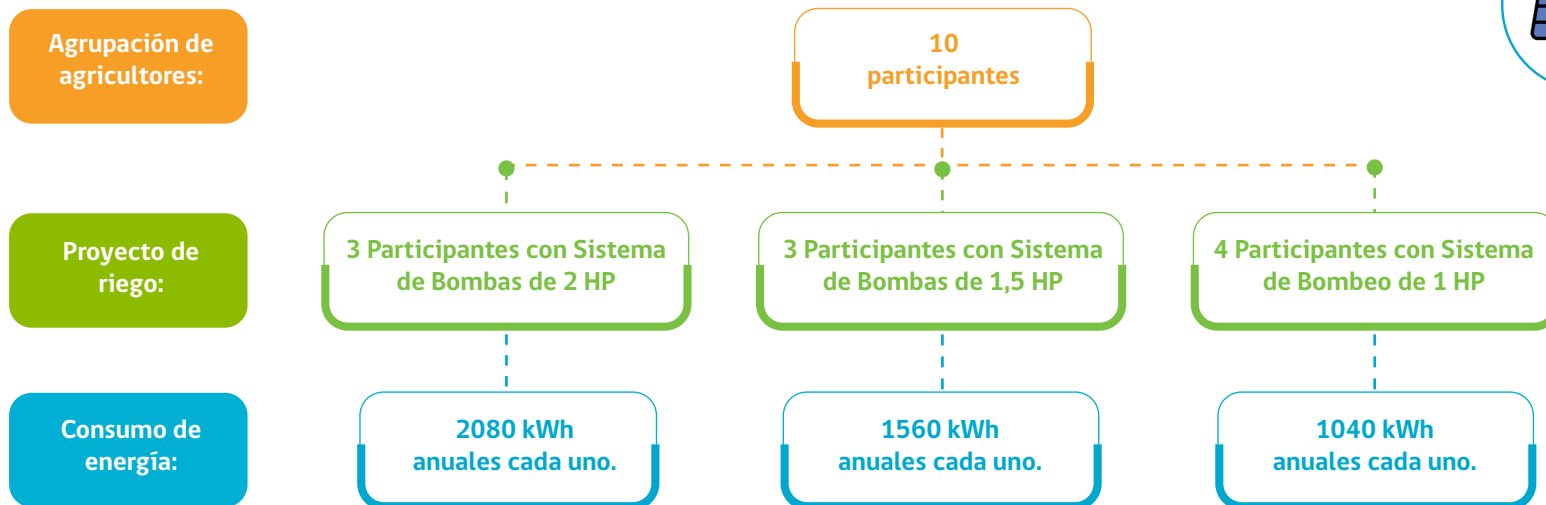 Agrupación de
agricultores:
10
participantes
Proyecto de
riego:
3 Participantes con Sistema
de Bombas de 2 HP
3 Participantes con Sistema
de Bombas de 1,5 HP
4 Participantes con Sistema
de Bombeo de 1 HP
Consumo de
energía:
2080 kWh
anuales cada uno.
1560 kWh
anuales cada uno.
1040 kWh
anuales cada uno.